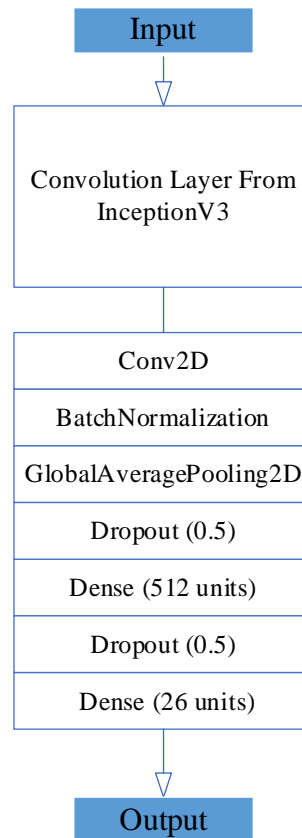 Input
Convolution Layer From
InceptionV3
Conv2D
BatchNormalization
GlobalAveragePooling2D
Dropout (0.5)
Dense (512 units)
Dropout (0.5)
Dense (26 units)
Output